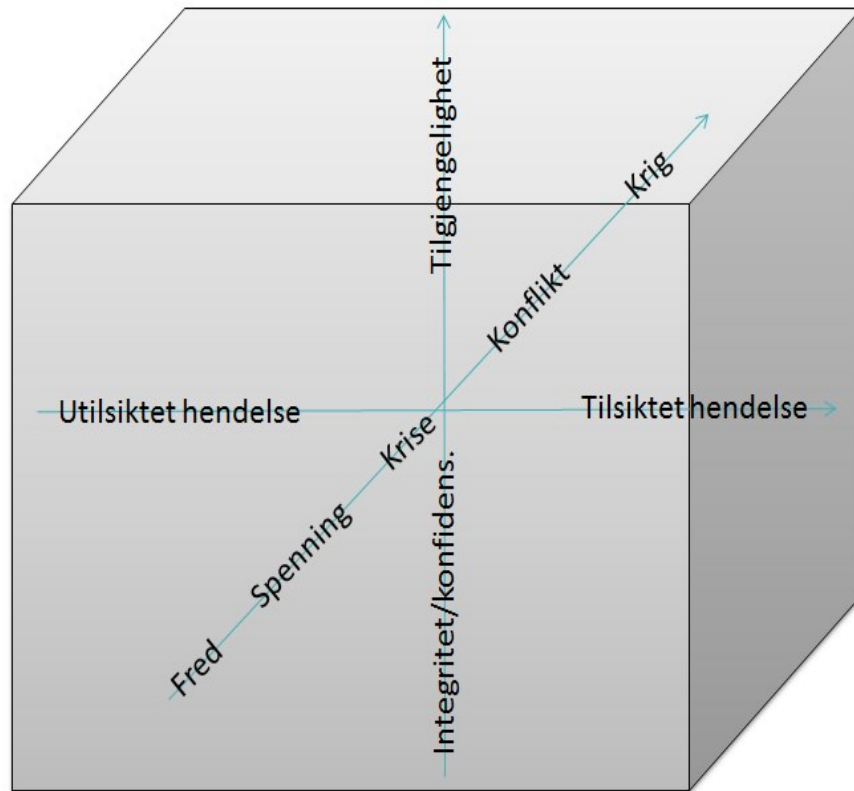 Tilgjengelighet
Krig
Konflikt
Utilsiktet hendelse
Tilsiktet hendelse
Krise
Spenning
Fred
Integritet/konfidens.